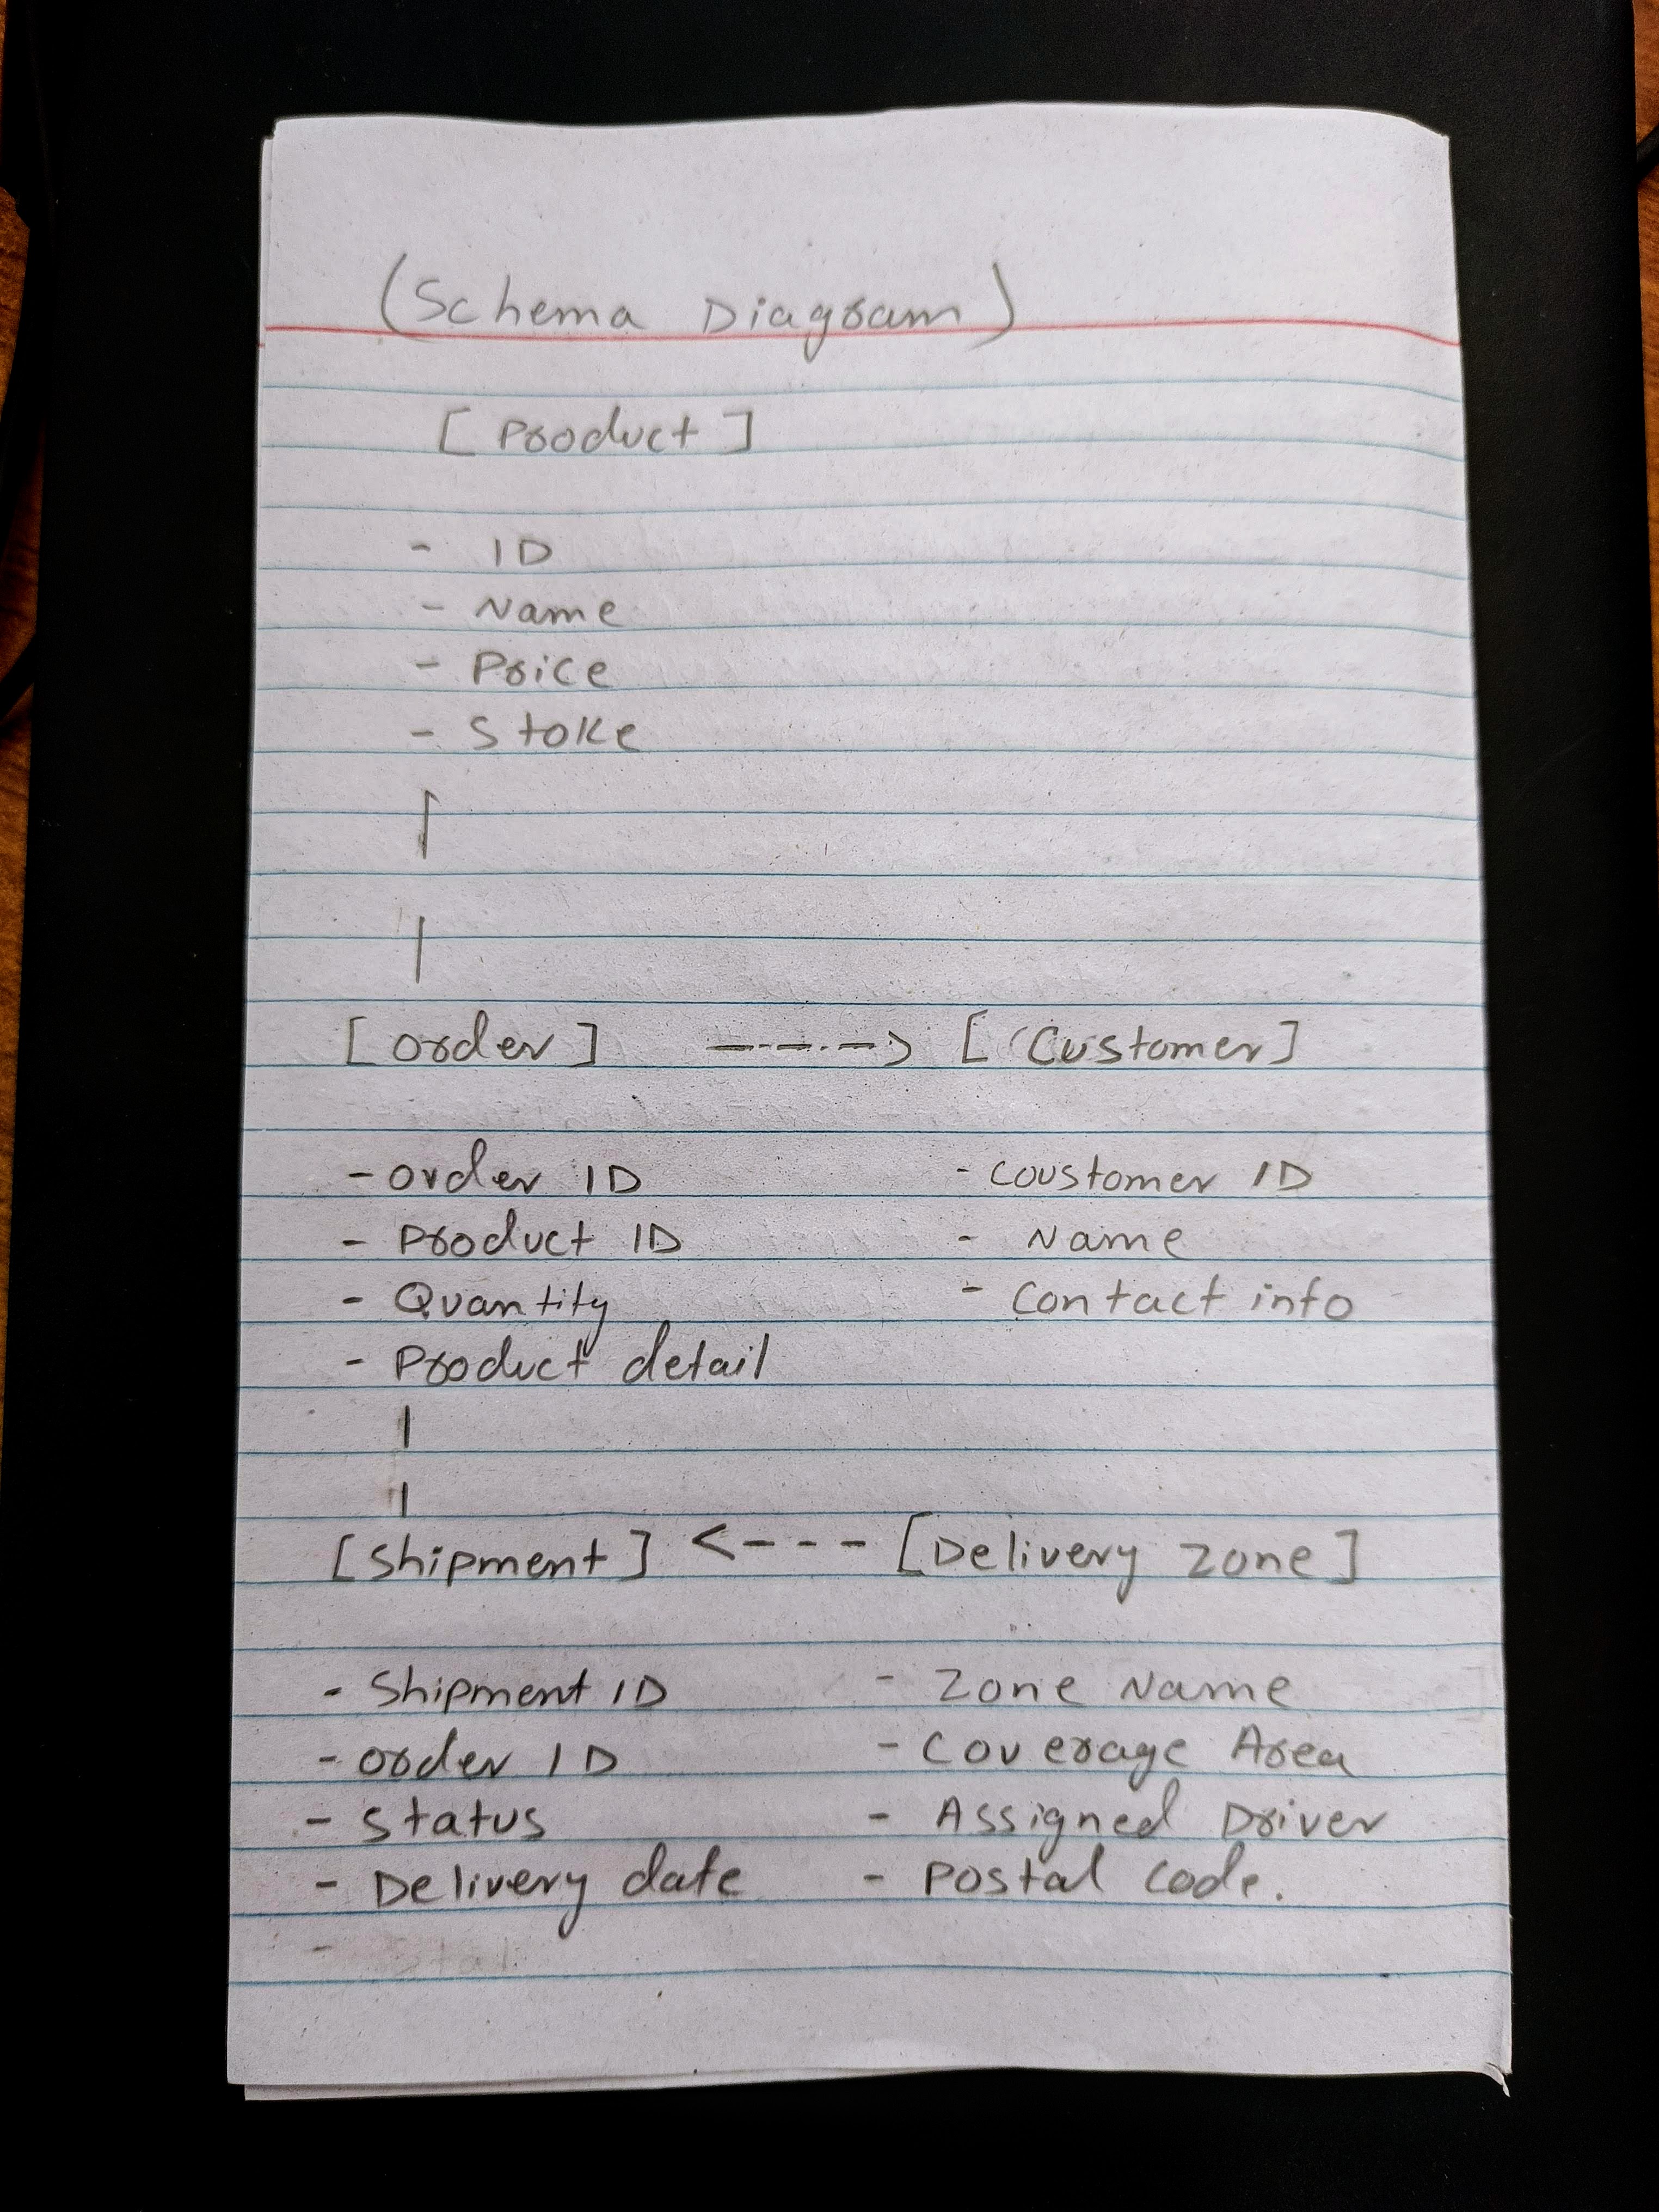 (Schema Diagram)
[Product]
- ID
- Name
- Price
- Stoke
[order] -----> [Customer]
- order ID - Coustomer ID
- Product ID - Name
- Quantity - Contact info
- Product detail
[Shipment] <--- [Delivery Zone]
- Shipment ID - Zone Name
- order ID - Coverage Area
- Status - Assigned Driver
- Delivery date - Postal Code.
-